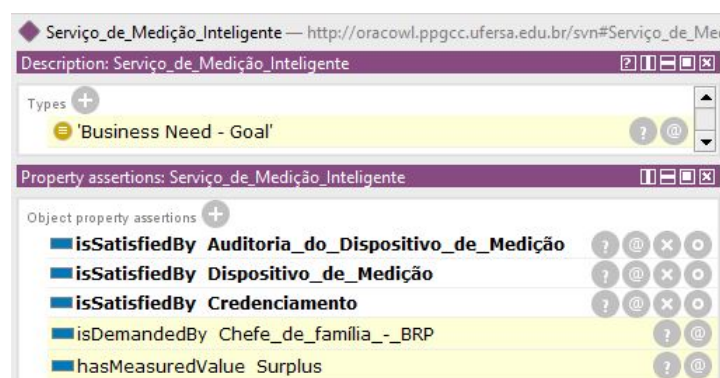 Serviço_de_Medição_Inteligente — http://oracowl.ppgcc.ufersa.edu.br/svn#Serviço_de_Me
Description: Serviço_de_Medição_Inteligente
Types
'Business Need - Goal'
Property assertions: Serviço_de_Medição_Inteligente
Object property assertions
isSatisfiedBy Auditoria_do_Dispositivo_de_Medição
isSatisfiedBy Dispositivo_de_Medição
isSatisfiedBy Credenciamento
isDemandedBy Chefe_de_família_-_BRP
hasMeasuredValue Surplus